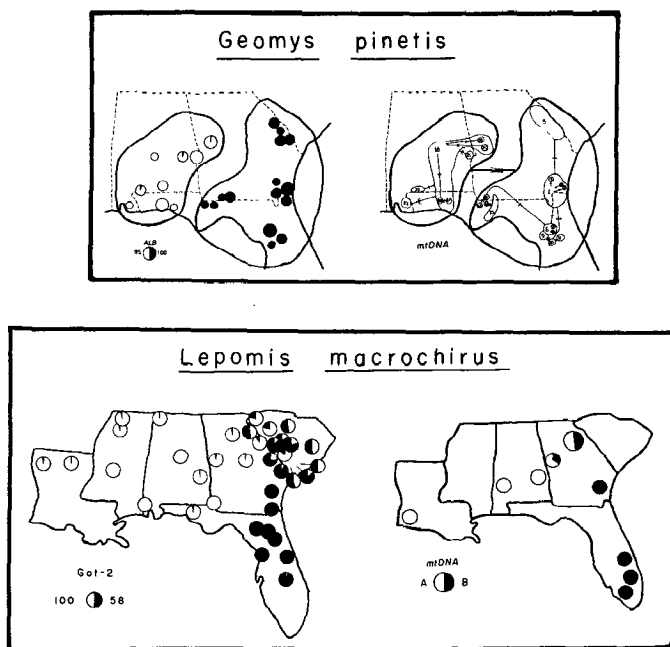 Geomys pinetis
ALB
95 100
mtDNA
Lepomis macrochirus
Got-2
100 58
mtDNA
A B